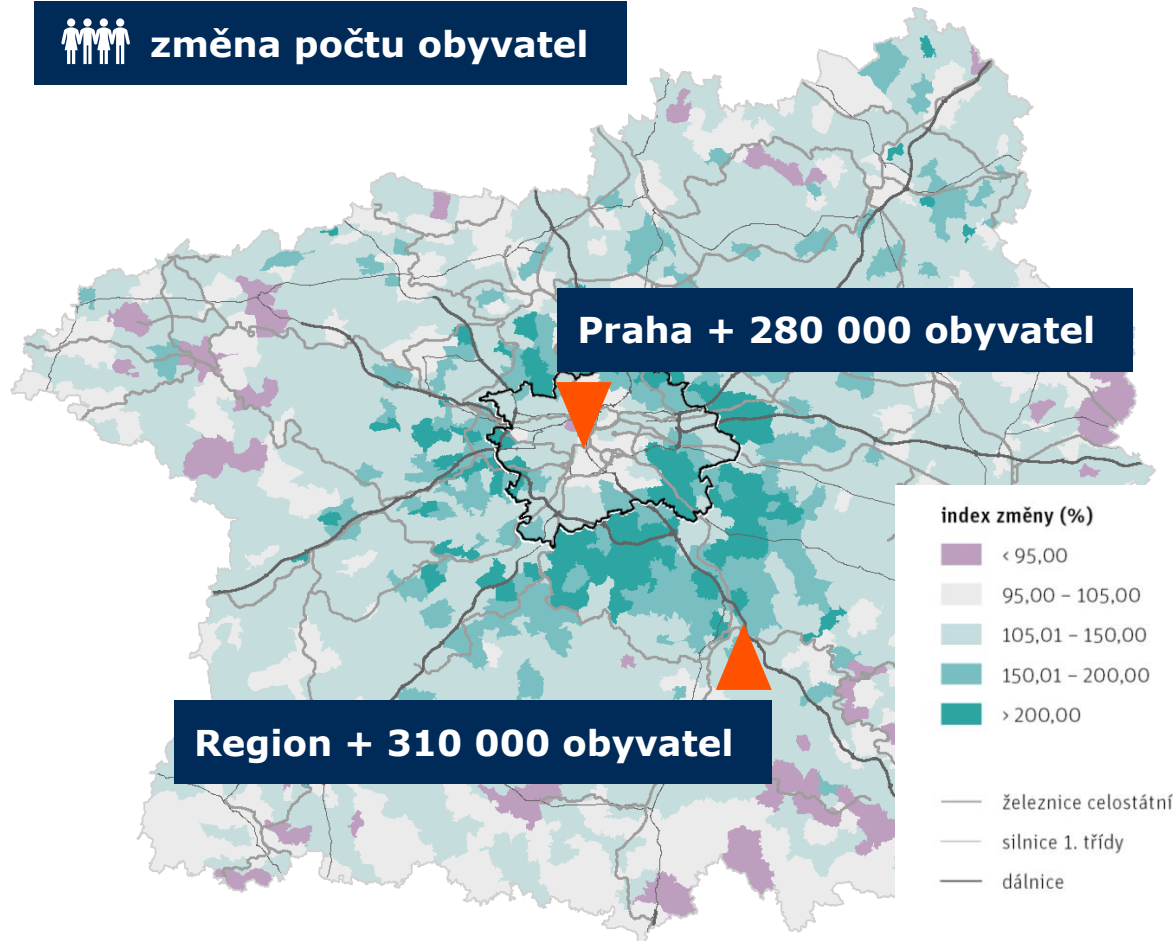 změna počtu obyvatel
Praha + 280 000 obyvatel
Region + 310 000 obyvatel
index změny (%)
< 95,00
95,00 – 105,00
105,01 – 150,00
150,01 – 200,00
> 200,00
železnice celostátní
silnice 1. třídy
dálnice